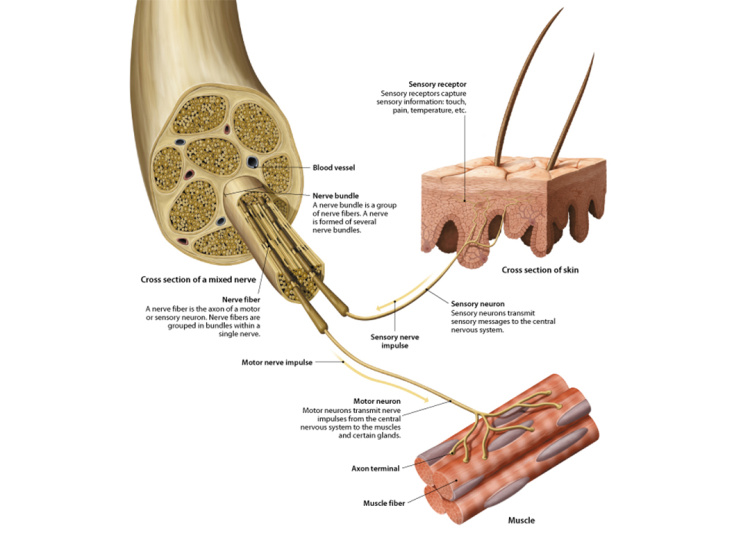 Sensory receptor
Sensory receptors capture
sensory information: touch,
pain, temperature, etc.
Blood vessel
Nerve bundle
A nerve bundle is a group
of nerve fibers. A nerve
is formed of several
nerve bundles.
Cross section of skin
Cross section of a mixed nerve
Nerve fiber
A nerve fiber is the axon of a motor
or sensory neuron. Nerve fibers are
grouped in bundles within a
single nerve.
Sensory neuron
Sensory neurons transmit
sensory messages to the central
nervous system.
Sensory nerve
impulse
Motor nerve impulse
Motor neuron
Motor neurons transmit nerve
impulses from the central
nervous system to the muscles
and certain glands.
Axon terminal
Muscle fiber
Muscle